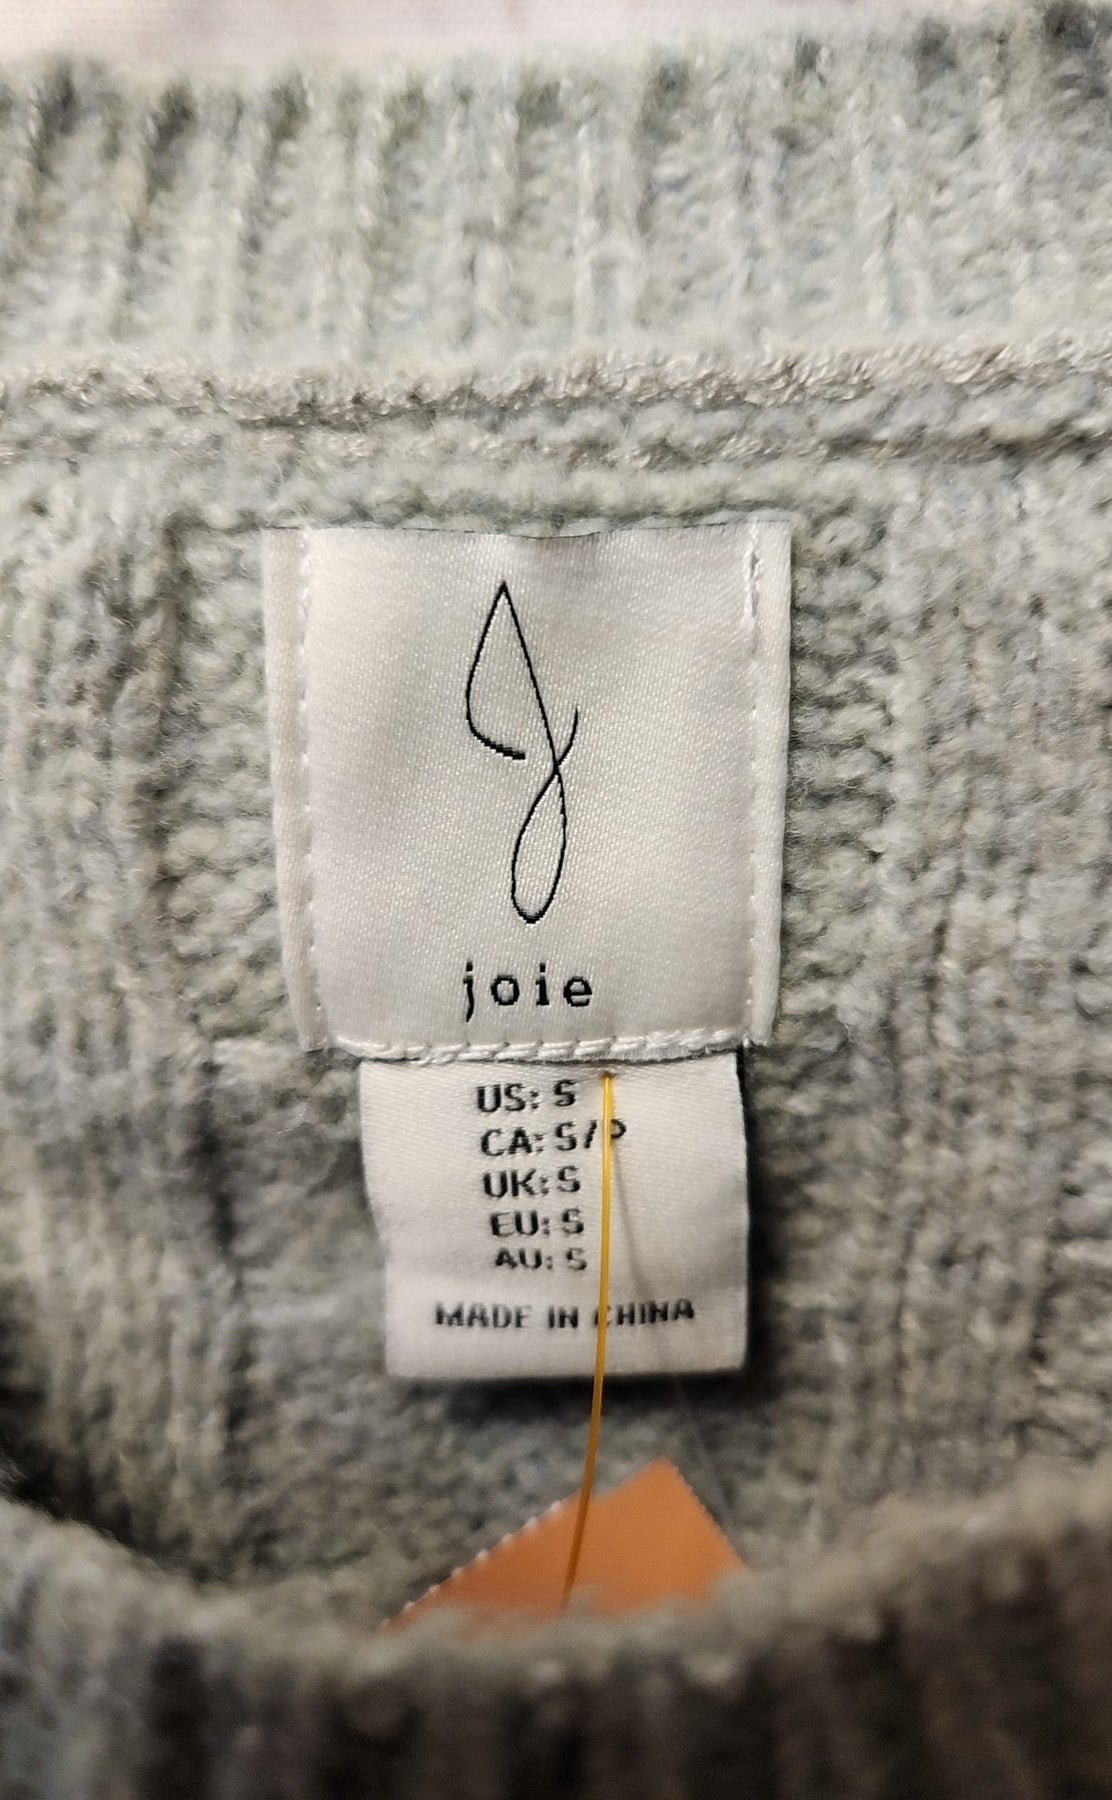 joie
US: S
CA: S/P
UK: S
EU: S
AU: S
MADE IN CHINA